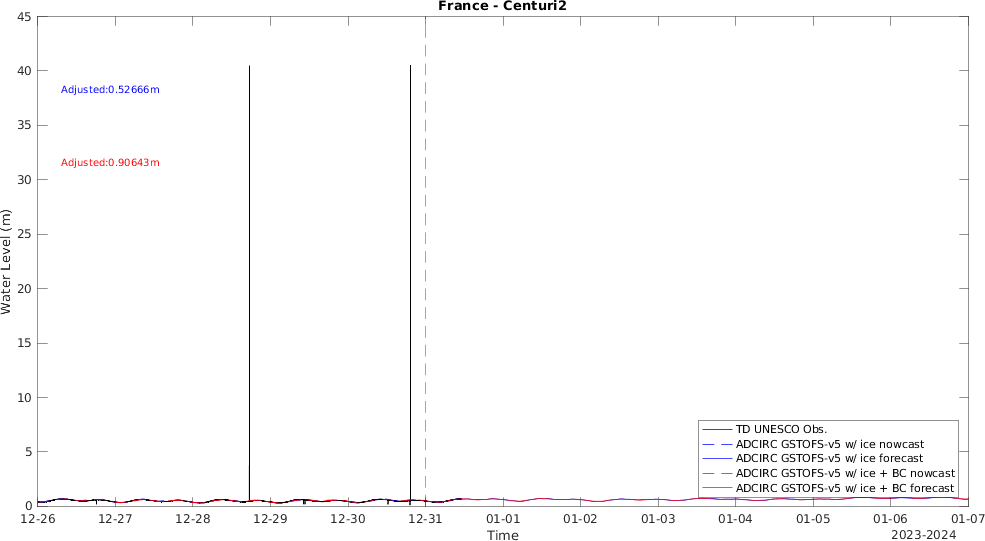 France - Centuri2
45
40
35
30
25
20
15
10
5
0
Water Level (m)
Adjusted:0.52666m
Adjusted:0.90643m
TD UNESCO Obs.
ADCIRC GSTOFS-v5 w/ ice nowcast
ADCIRC GSTOFS-v5 w/ ice forecast
ADCIRC GSTOFS-v5 w/ ice + BC nowcast
ADCIRC GSTOFS-v5 w/ ice + BC forecast
12-26 12-27 12-28 12-29 12-30 12-31 01-01 01-02 01-03 01-04 01-05 01-06 01-07
Time
2023-2024